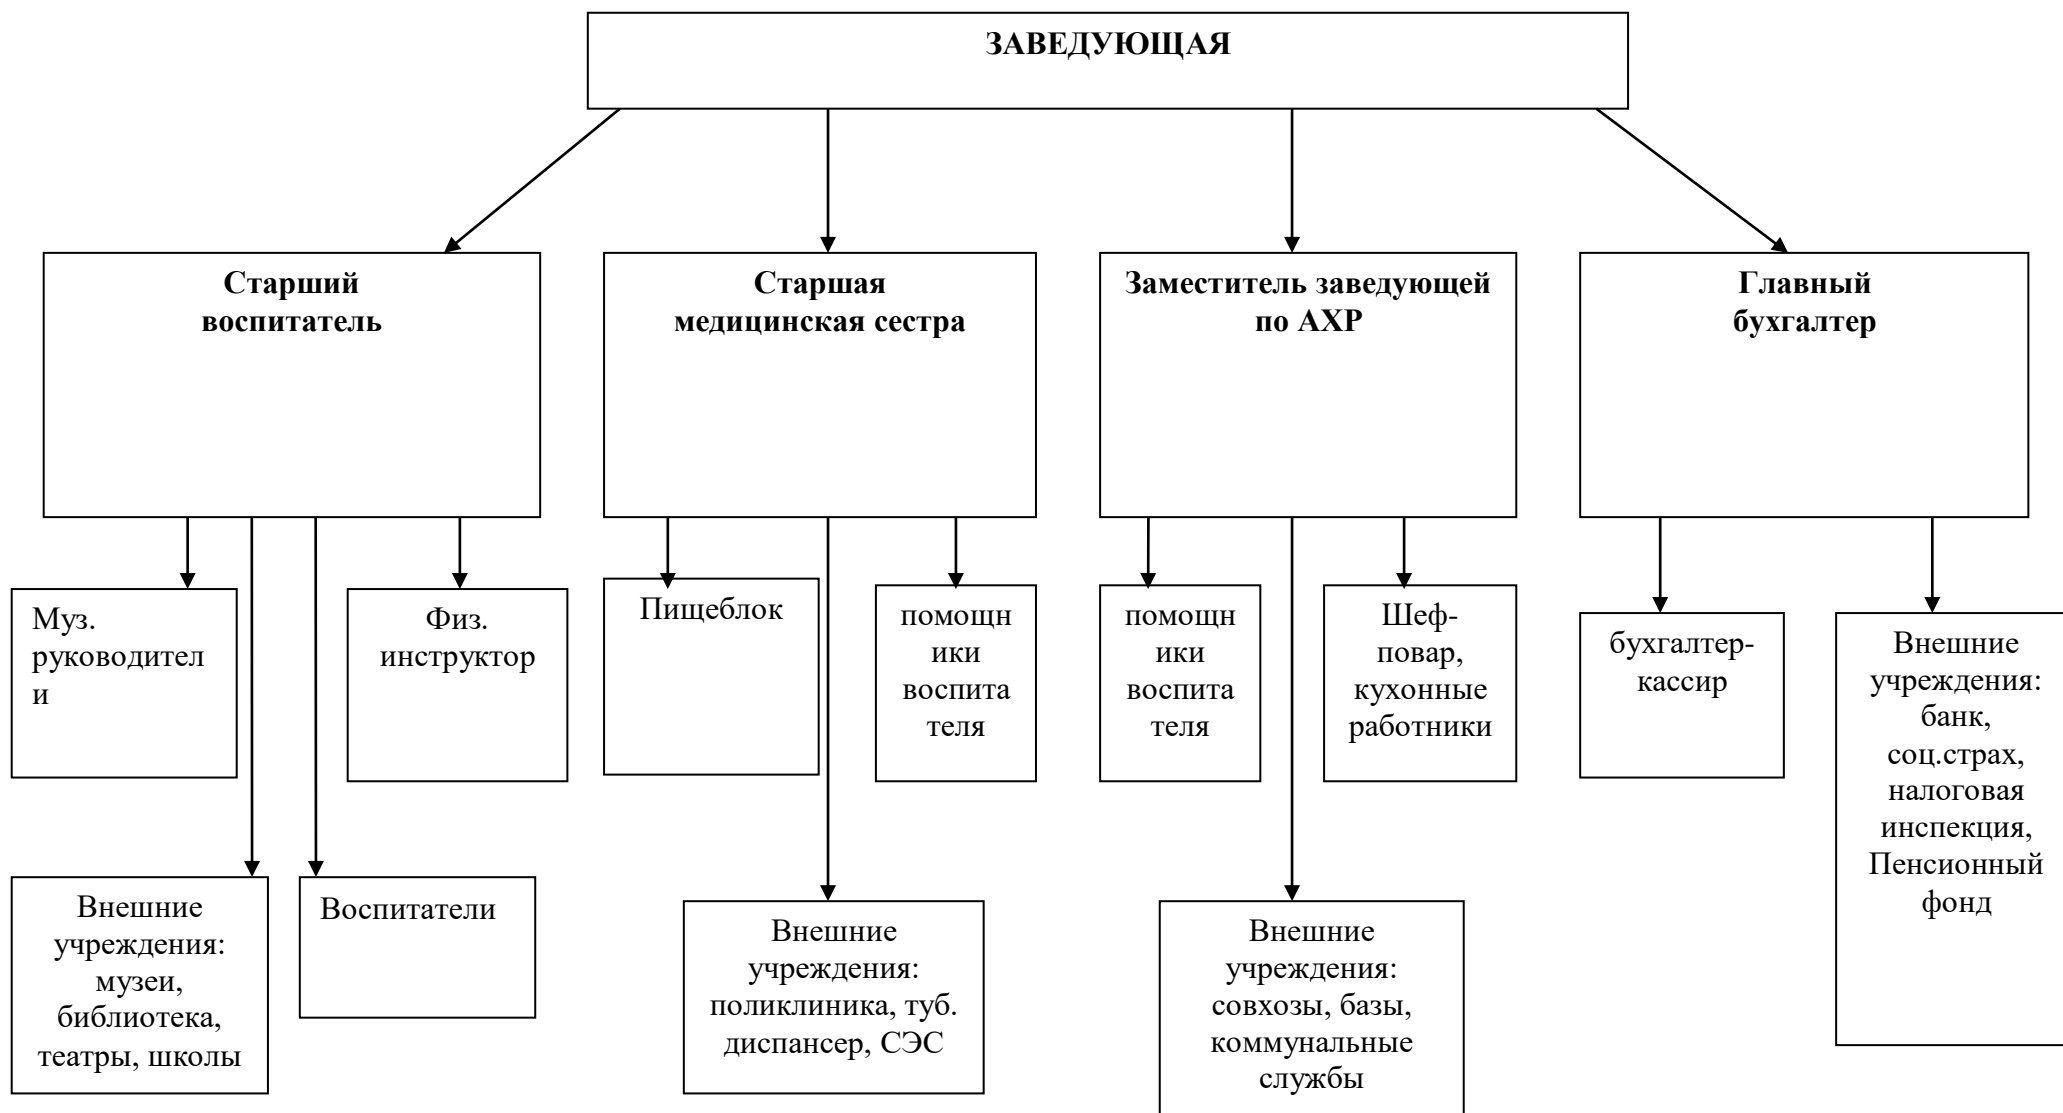 ЗАВЕДУЮЩАЯ
Старший
воспитатель
Старшая
медицинская сестра
Заместитель заведующей
по АХР
Главный
бухгалтер
Муз.
руководител
и
Физ.
инструктор
Пищеблок
помощн
ики
воспита
теля
помощн
ики
воспита
теля
Шеф-
повар,
кухонные
работники
бухгалтер-
кассир
Внешние
учреждения:
банк,
соц.страх,
налоговая
инспекция,
Пенсионный
фонд
Внешние
учреждения:
музеи,
библиотека,
театры, школы
Воспитатели
Внешние
учреждения:
поликлиника, туб.
диспансер, СЭС
Внешние
учреждения:
совхозы, базы,
коммунальные
службы